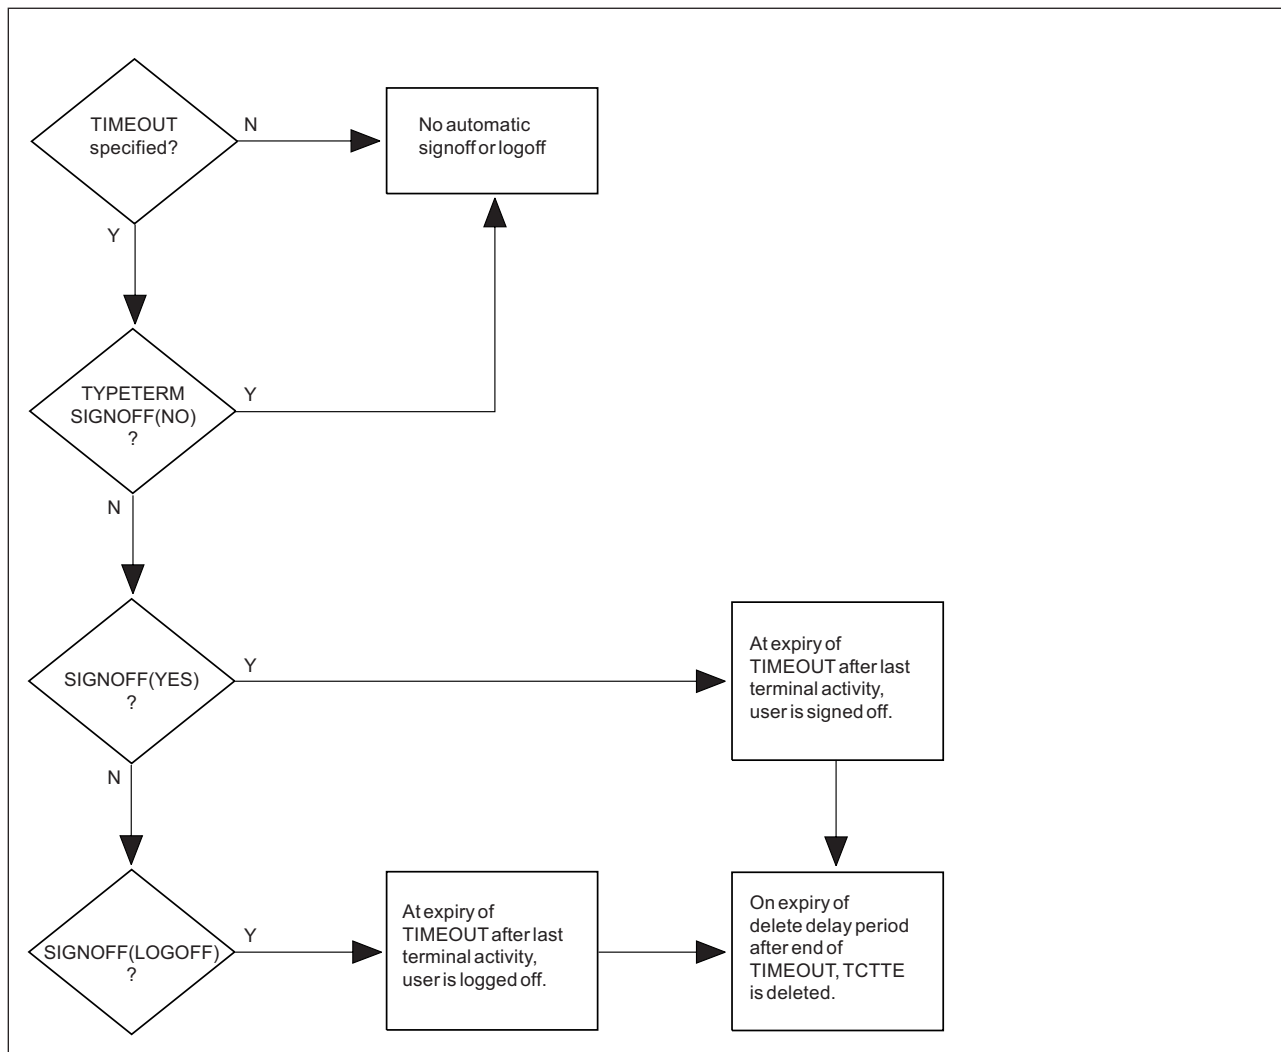 TIMEOUT
specified?
N
No automatic
signoff or logoff
Y
TYPETERM
SIGNOFF(NO)
?
Y
N
SIGNOFF(YES)
?
Y
At expiry of
TIMEOUT after last
terminal activity,
user is signed off.
N
SIGNOFF(LOGOFF)
?
Y
At expiry of
TIMEOUT after last
terminal activity,
user is logged off.
On expiry of
delete delay period
after end of
TIMEOUT, TCTTE
is deleted.